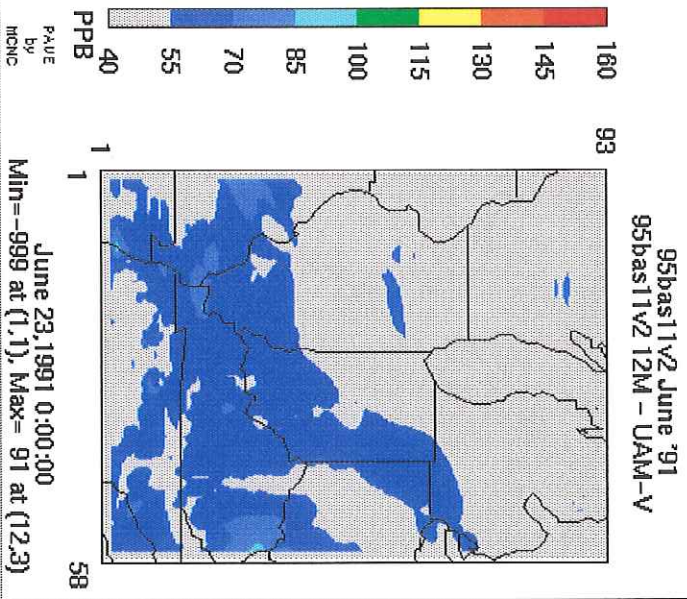 95bas11v2 June '91
95bas11v2 12M - UAM-V
160
145
130
115
100
85
70
55
40
PPB
PAVE
by
MCNC
93
1
1
58
June 23,1991 0:00:00
Min=-999 at (1,1), Max= 91 at (12,3)